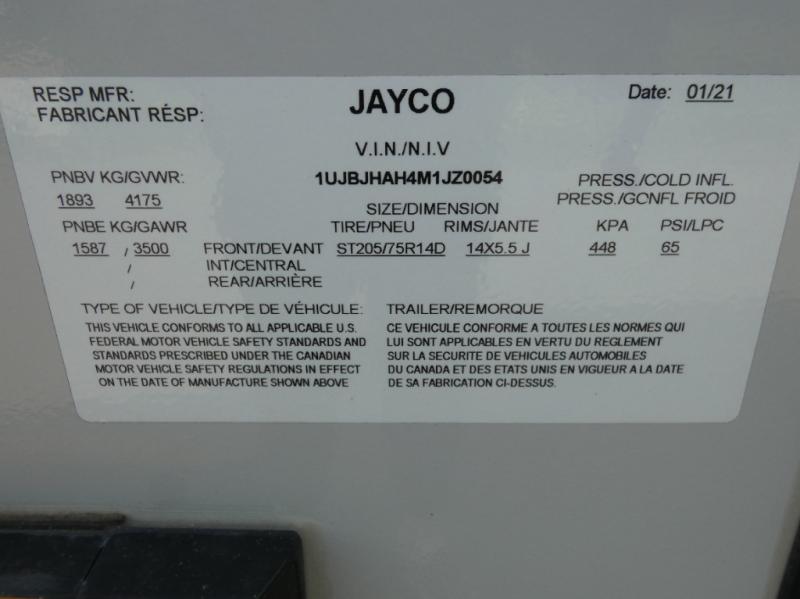 RESP MFR: JAYCO Date: 01/21
FABRICANT RÉSP:
V.I.N./N.I.V
PNBV KG/GVWR: 1UJBJHAH4M1JZ0054 PRESS./COLD INFL.
1893 4175 SIZE/DIMENSION PRESS./GCNFL FROID
PNBE KG/GAWR TIRE/PNEU RIMS/JANTE KPA PSI/LPC
1587 / 3500 FRONT/DEVANT ST205/75R14D 14X5.5 J 448 65
/ INT/CENTRAL
/ REAR/ARRIÈRE
TYPE OF VEHICLE/TYPE DE VÉHICULE: TRAILER/REMORQUE
THIS VEHICLE CONFORMS TO ALL APPLICABLE U.S.
FEDERAL MOTOR VEHICLE SAFETY STANDARDS AND
STANDARDS PRESCRIBED UNDER THE CANADIAN
MOTOR VEHICLE SAFETY REGULATIONS IN EFFECT
ON THE DATE OF MANUFACTURE SHOWN ABOVE
CE VEHICULE CONFORME A TOUTES LES NORMES QUI
LUI SONT APPLICABLES EN VERTU DU REGLEMENT
SUR LA SECURITE DE VEHICULES AUTOMOBILES
DU CANADA ET DES ETATS UNIS EN VIGUEUR A LA DATE
DE SA FABRICATION CI-DESSUS.